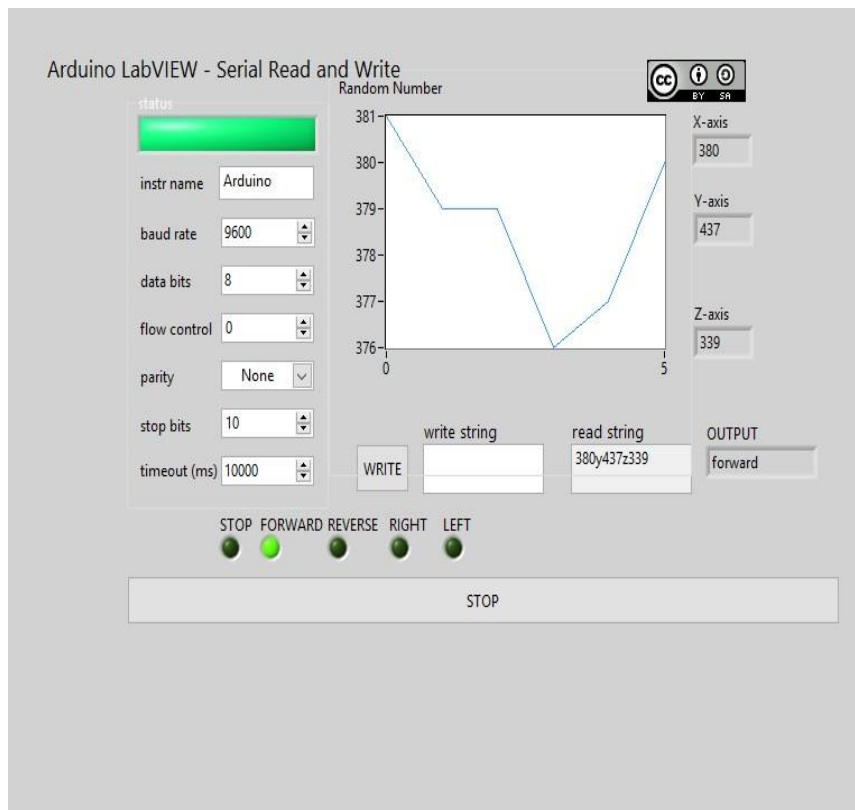 Arduino LabVIEW - Serial Read and Write
status
instr name Arduino
baud rate 9600
data bits 8
flow control 0
parity None
stop bits 10
timeout (ms) 10000
Random Number
381
380
379
378
377
376
0 5
cc BY SA
X-axis
380
Y-axis
437
Z-axis
339
WRITE
write string
read string
380y437z339
OUTPUT
forward
STOP FORWARD REVERSE RIGHT LEFT
STOP